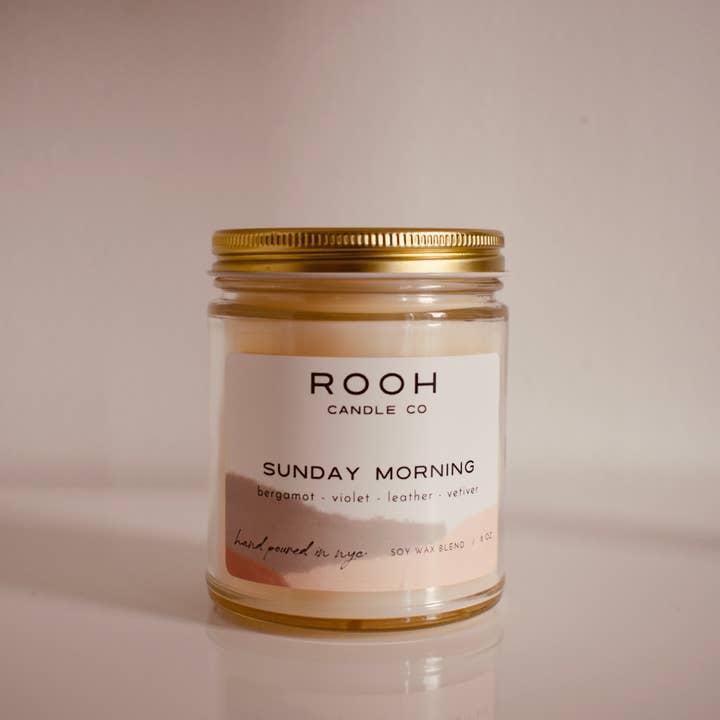 ROOH
CANDLE CO
SUNDAY MORNING
bergamot - violet - leather - vetiver
hand poured in nyc SOY WAX BLEND / 8 OZ